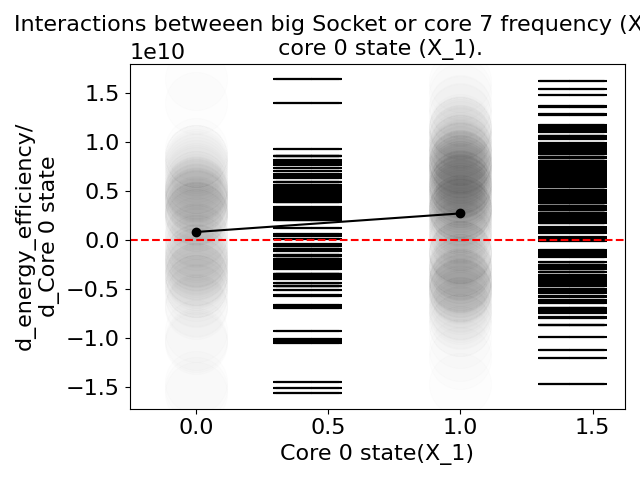 Interactions betweeen big Socket or core 7 frequency (X
core 0 state (X_1).
1e10
d_energy_efficiency/
d_Core 0 state
1.5
1.0
0.5
0.0
−0.5
−1.0
−1.5
0.0 0.5 1.0 1.5
Core 0 state(X_1)